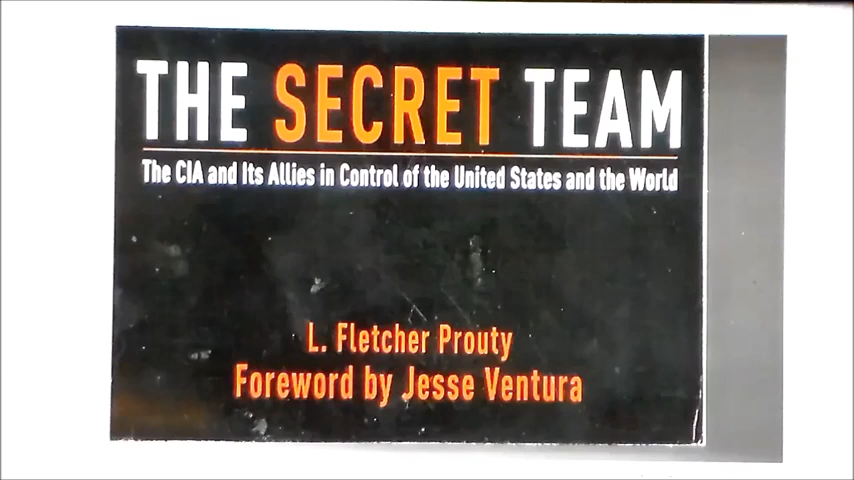 THE SECRET TEAM
The CIA and Its Allies in Control of the United States and the World
L. Fletcher Prouty
Foreword by Jesse Ventura